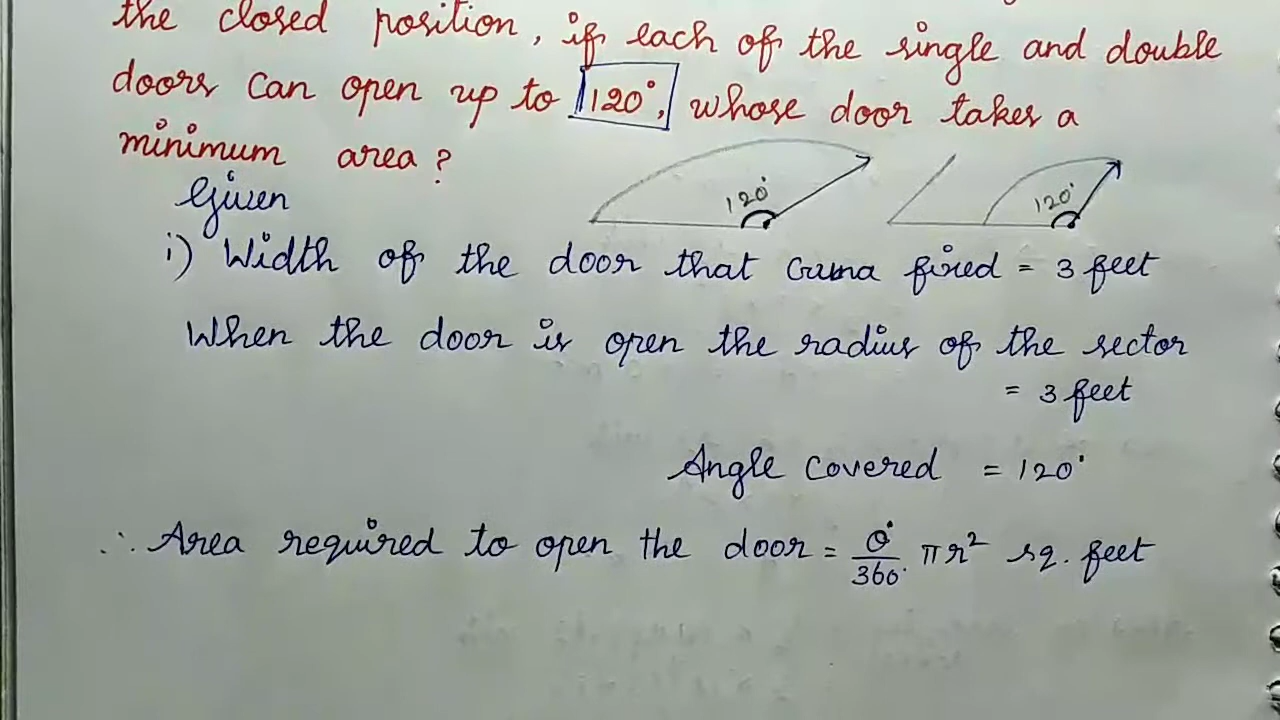 the closed position, if each of the single and double
doors can open up to 120°, whose door takes a
minimum area?
120°
120°
Given
i) Width of the door that Guna fixed = 3 feet
When the door is open the radius of the sector
= 3 feet
Angle covered = 120°
∴ Area required to open the door = θ°/360° πr² sq. feet